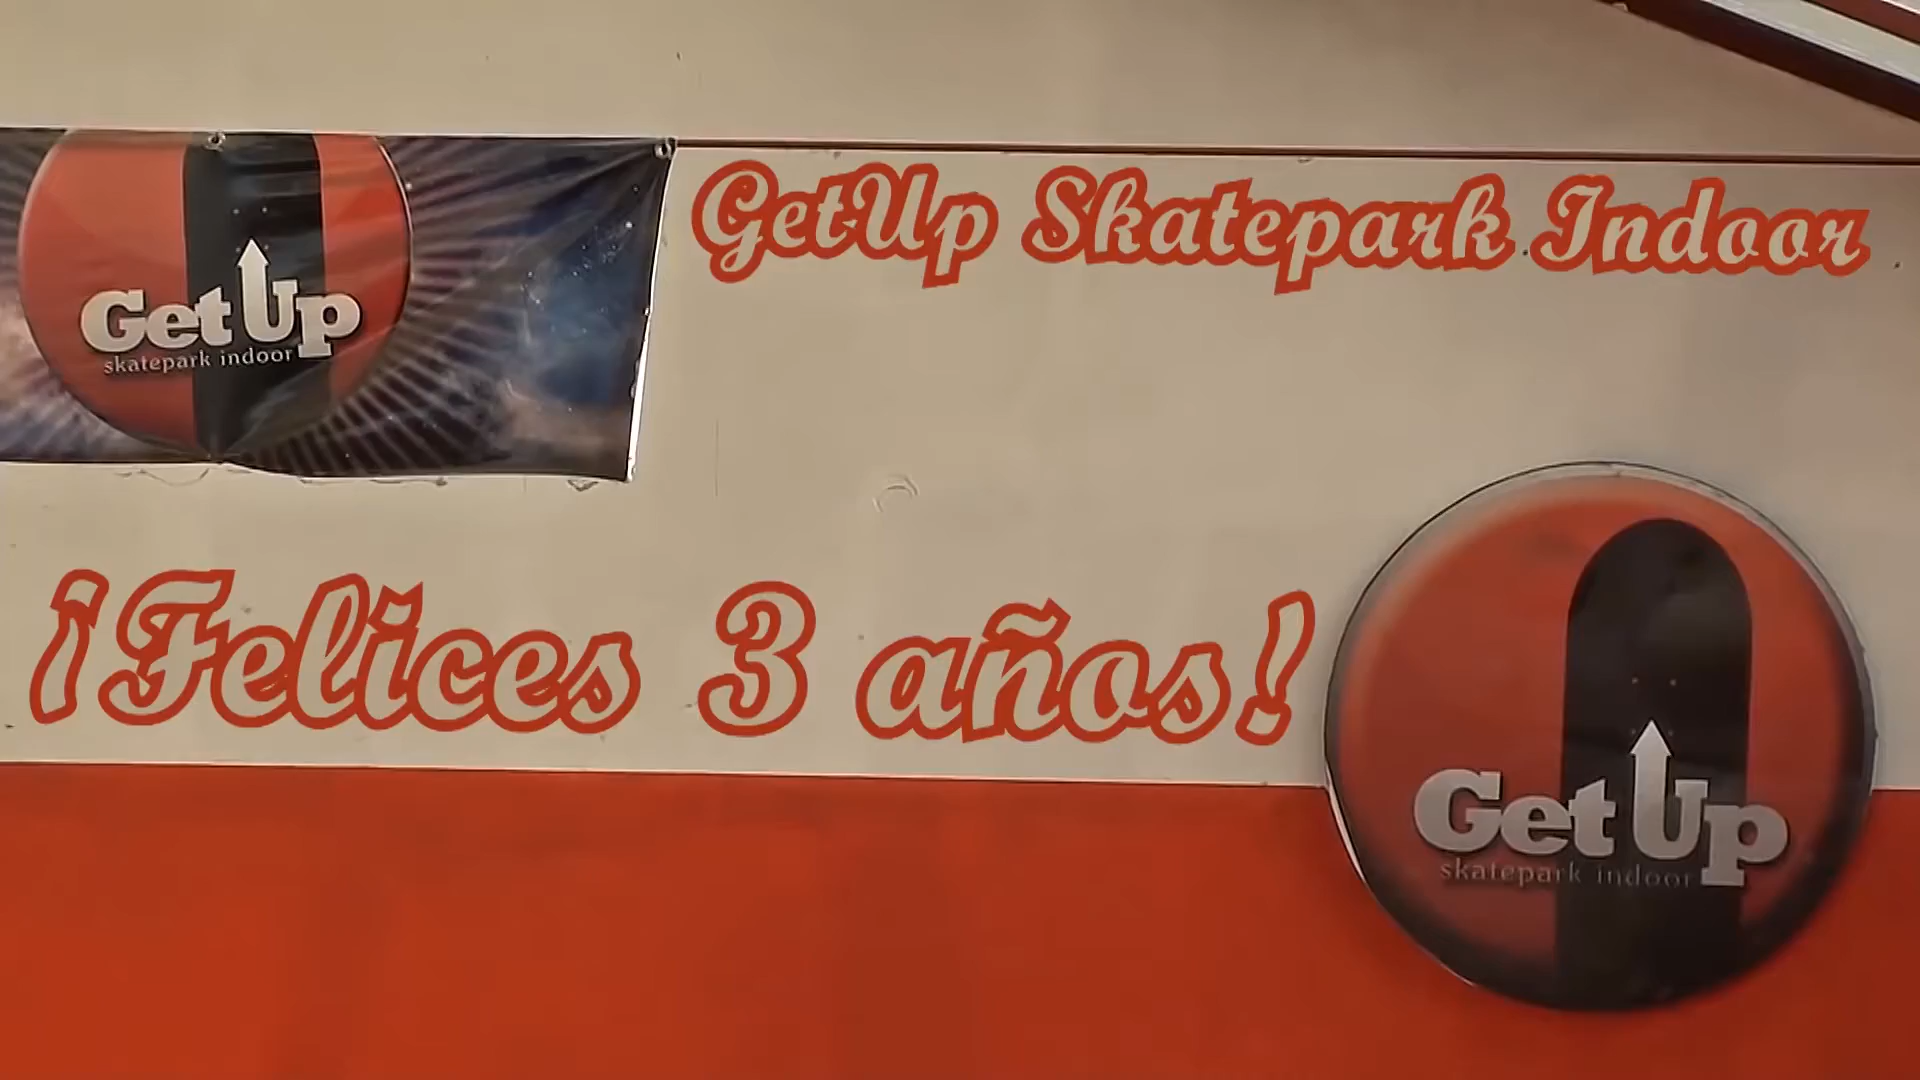 GetUp Skatepark Indoor
Get Up
skatepark indoor
¡Felices 3 años!
Get Up
skatepark indoor